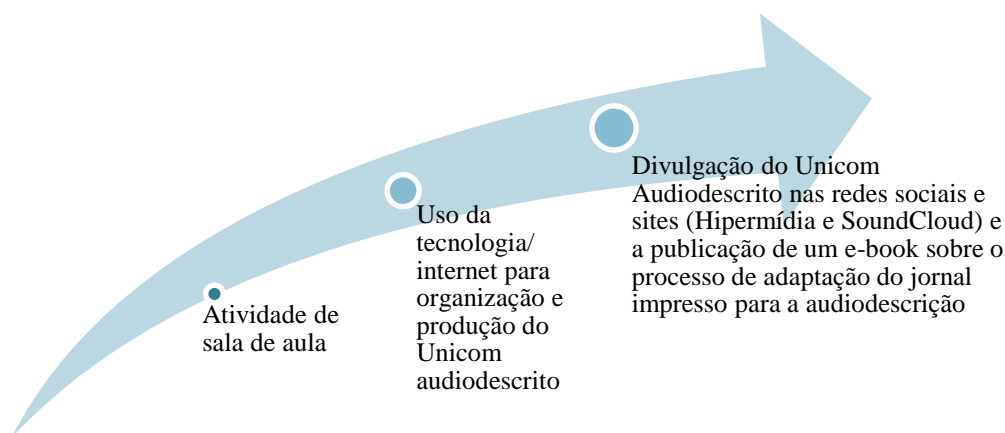 Atividade de
sala de aula
Uso da
tecnologia/
internet para
organização e
produção do
Unicom
audiodescrito
Divulgação do Unicom
Audiodescrito nas redes sociais e
sites (Hipermídia e SoundCloud) e
a publicação de um e-book sobre o
processo de adaptação do jornal
impresso para a audiodescrição